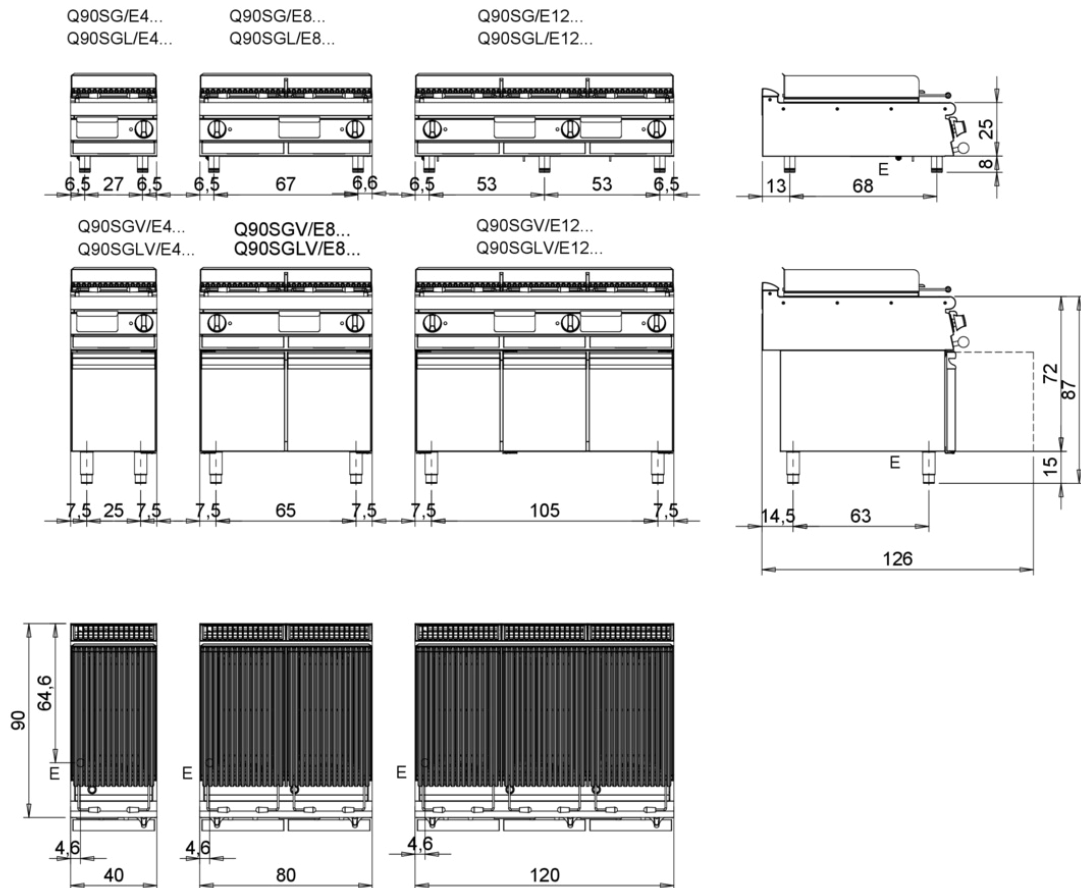 Q90SG/E4...
Q90SGL/E4...
Q90SG/E8...
Q90SGL/E8...
Q90SG/E12...
Q90SGL/E12...
25
8
E
6,5 27 6,5
6,5 67 6,6
6,5 53 53 6,5
13 68
Q90SGV/E4...
Q90SGLV/E4...
Q90SGV/E8...
Q90SGLV/E8...
Q90SGV/E12...
Q90SGLV/E12...
72
87
15
E
7,5 25 7,5
7,5 65 7,5
7,5 105 7,5
14,5 63
126
90
64,6
E
E
E
4,6
4,6
4,6
40
80
120